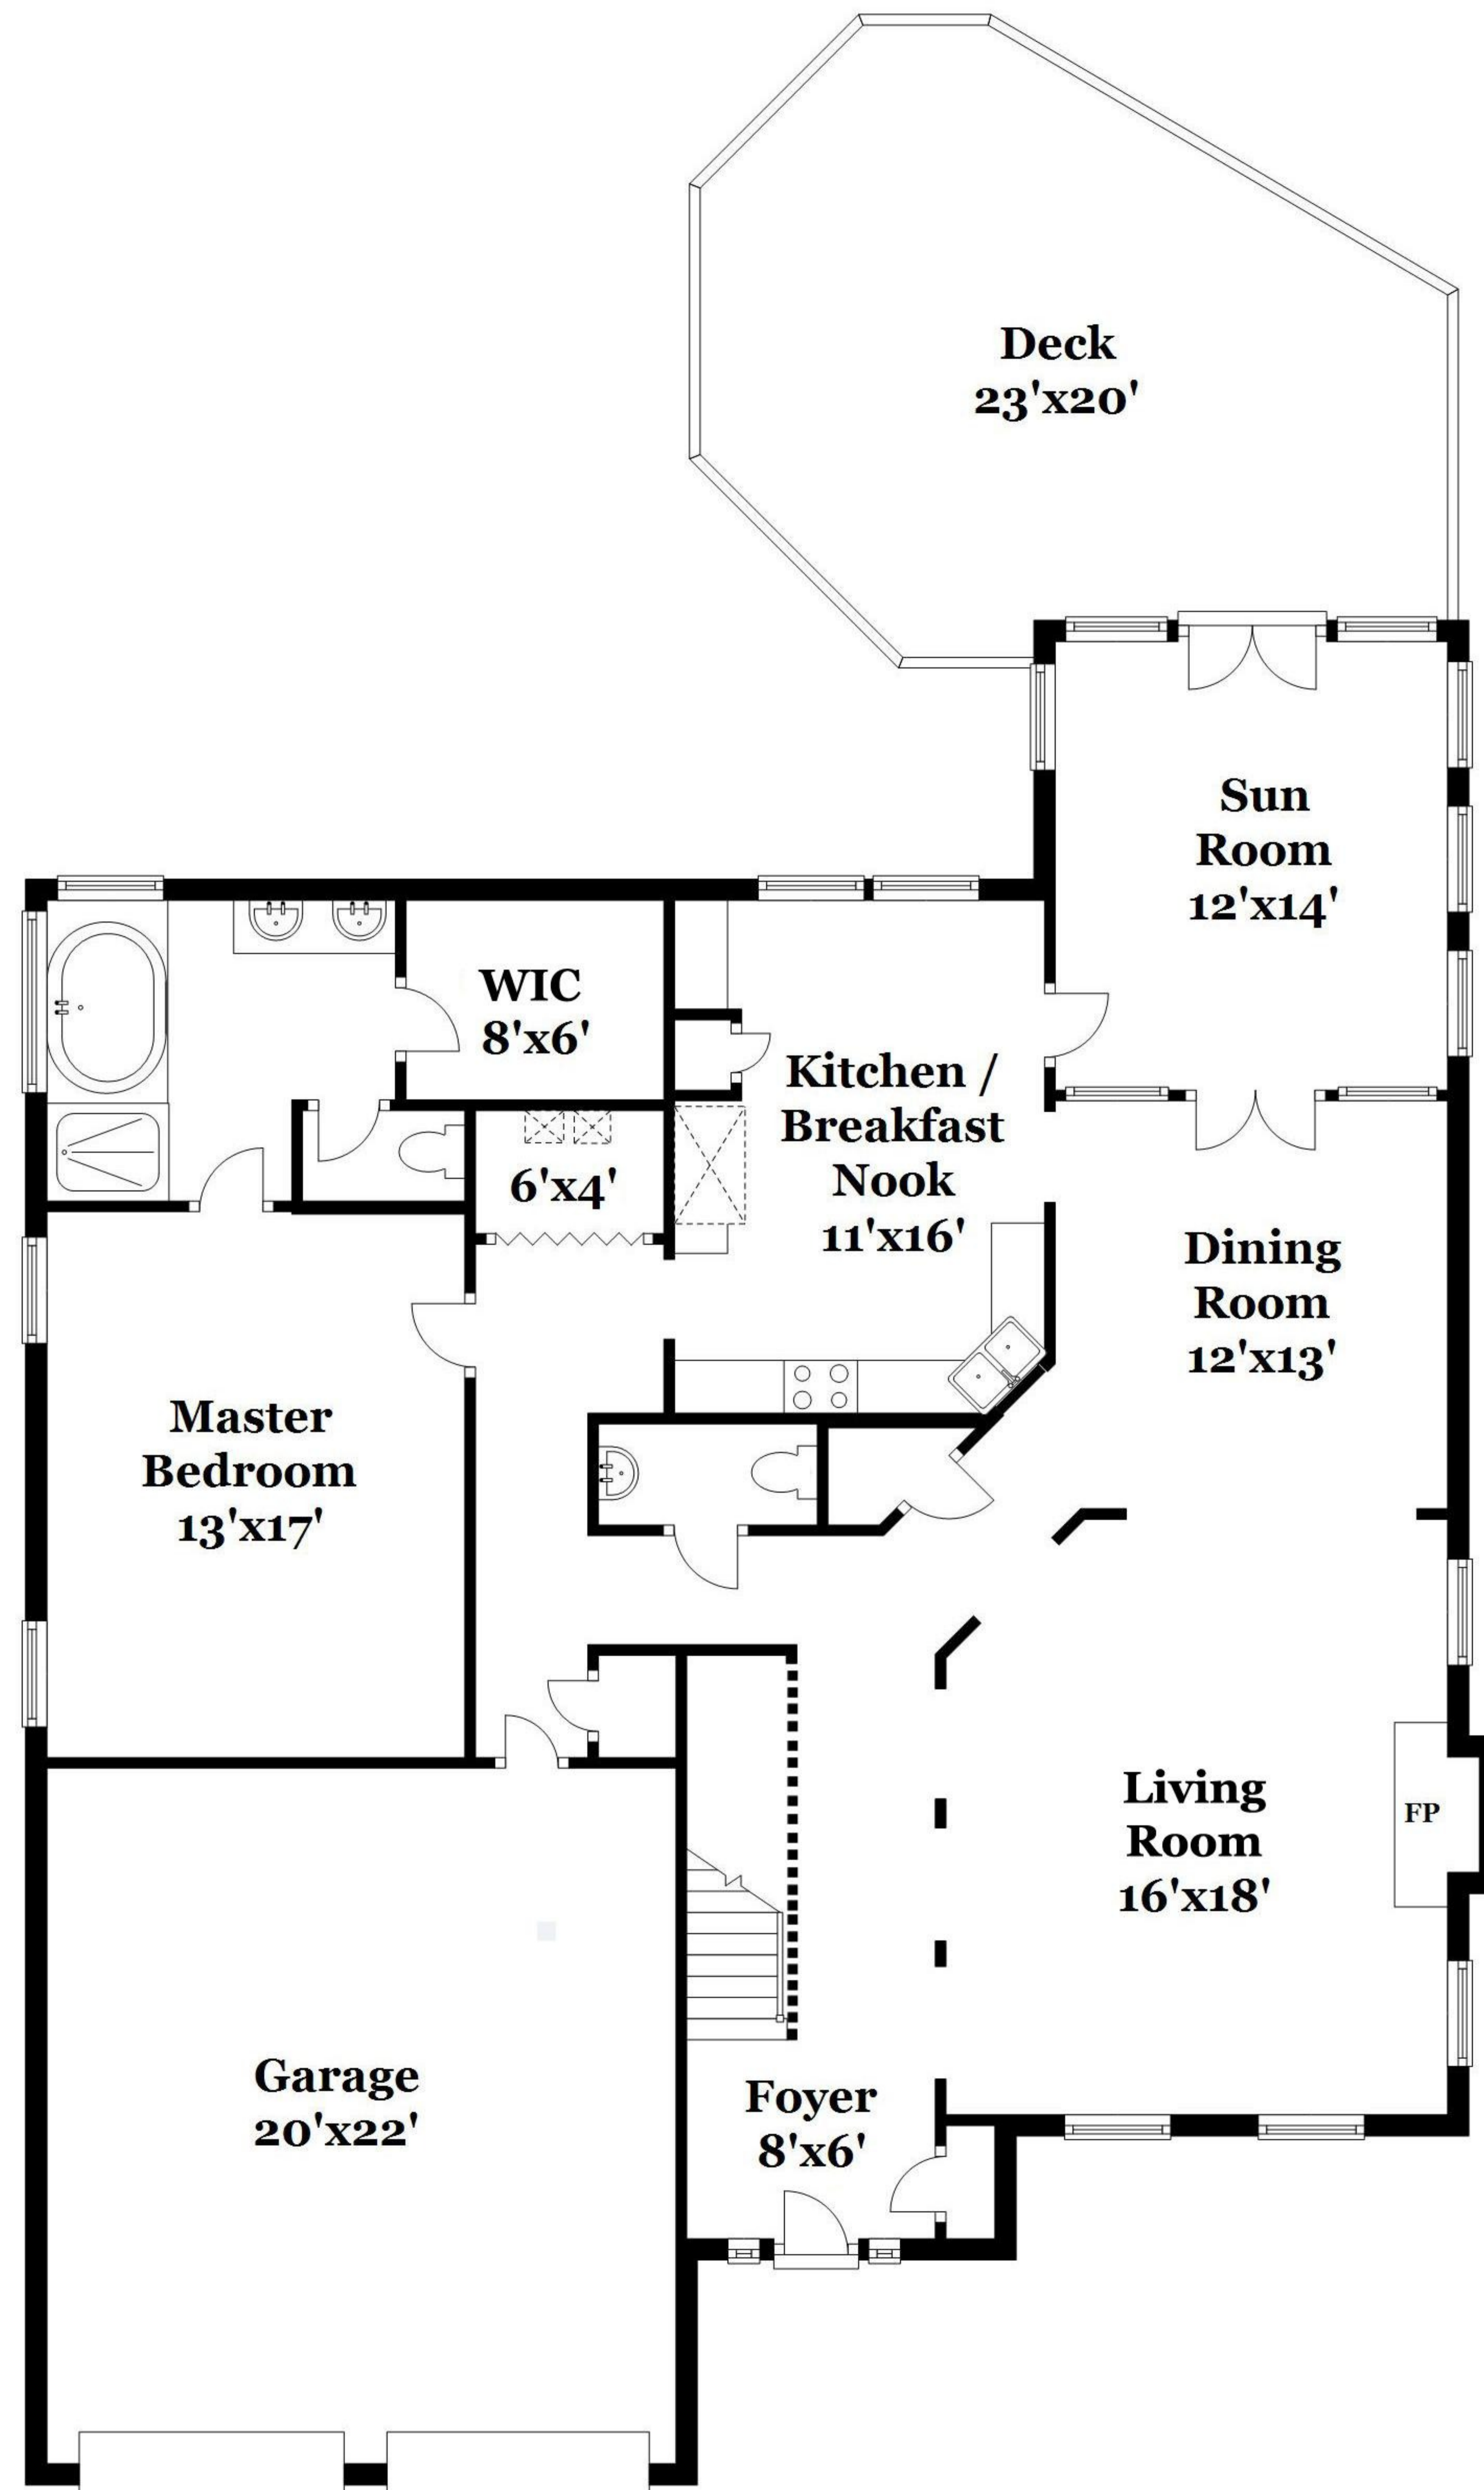 Deck
23'x20'
Sun
Room
12'x14'
WIC
8'x6'
Kitchen /
Breakfast
Nook
11'x16'
6'x4'
Dining
Room
12'x13'
Master
Bedroom
13'x17'
Living
Room
16'x18'
FP
Garage
20'x22'
Foyer
8'x6'